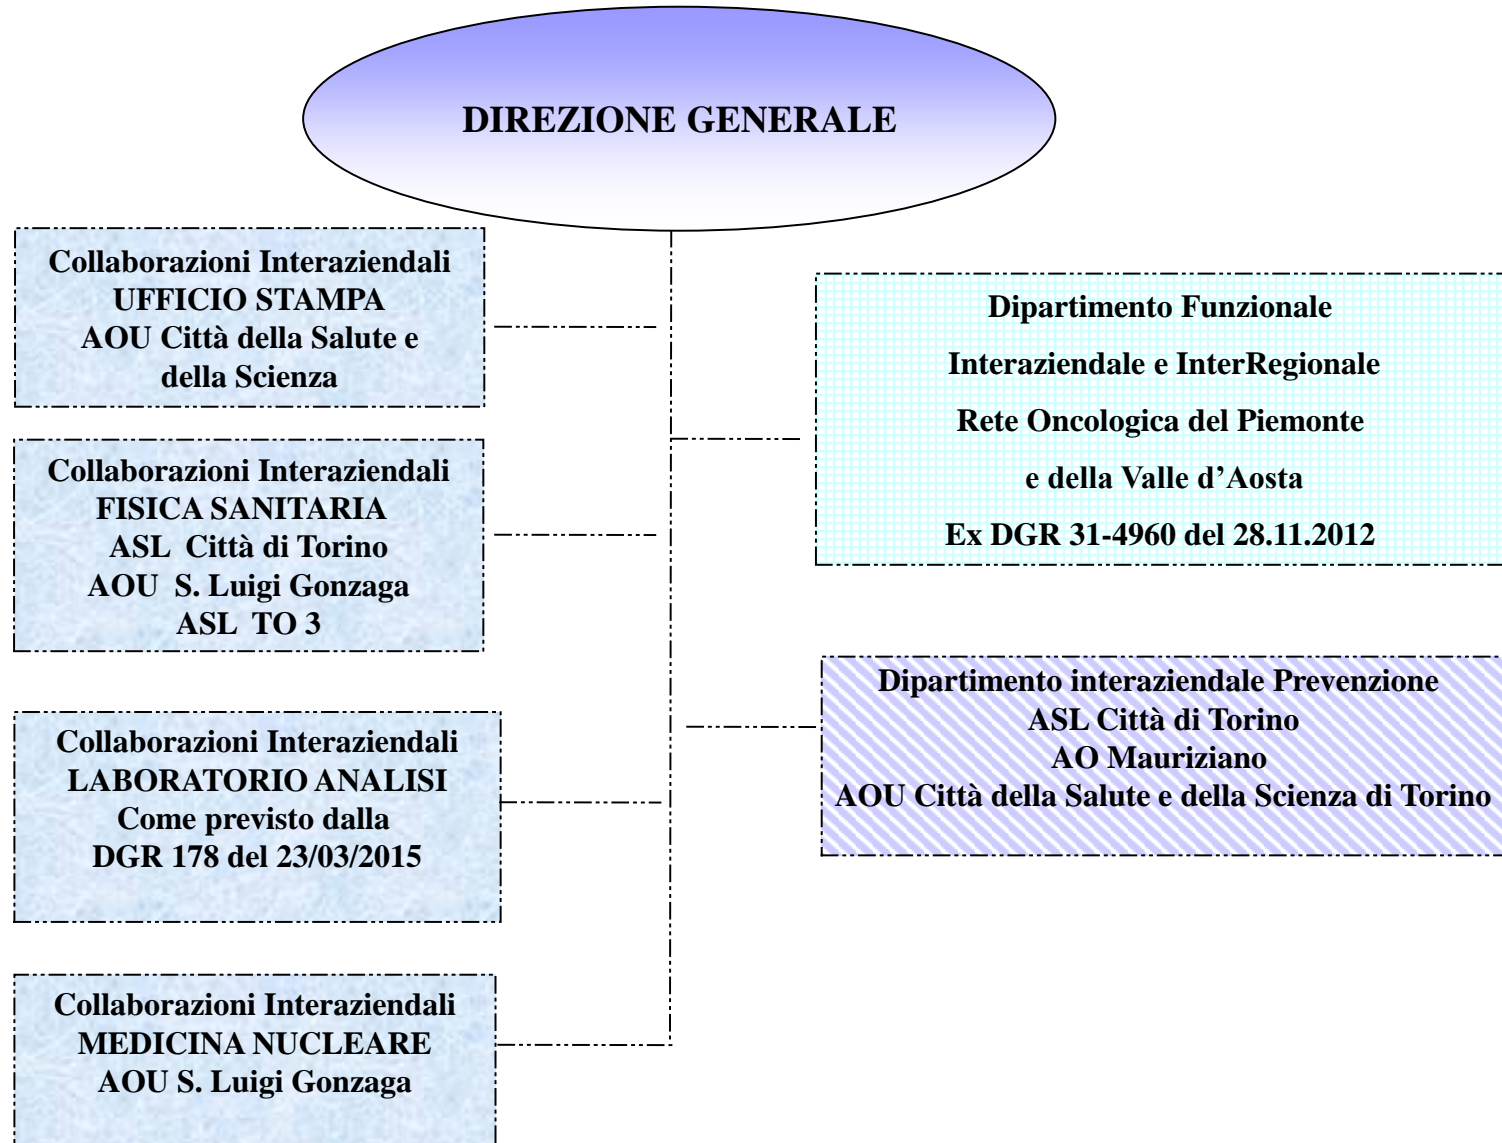 DIREZIONE GENERALE
Collaborazioni Interaziendali
UFFICIO STAMPA
AOU Città della Salute e
della Scienza
Collaborazioni Interaziendali
FISICA SANITARIA
ASL Città di Torino
AOU S. Luigi Gonzaga
ASL TO 3
Collaborazioni Interaziendali
LABORATORIO ANALISI
Come previsto dalla
DGR 178 del 23/03/2015
Collaborazioni Interaziendali
MEDICINA NUCLEARE
AOU S. Luigi Gonzaga
Dipartimento Funzionale
Interaziendale e InterRegionale
Rete Oncologica del Piemonte
e della Valle d’Aosta
Ex DGR 31-4960 del 28.11.2012
Dipartimento interaziendale Prevenzione
ASL Città di Torino
AO Mauriziano
AOU Città della Salute e della Scienza di Torino